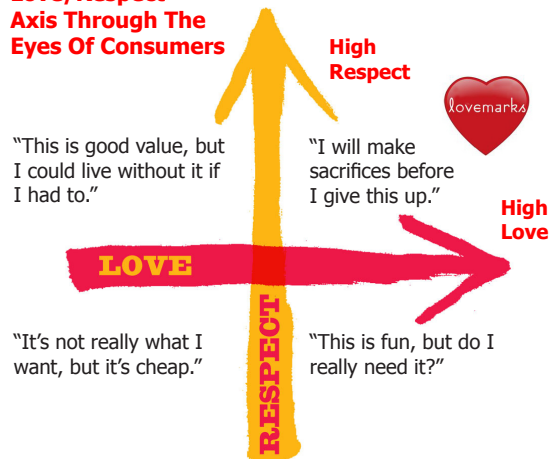 Love/Respect
Axis Through The
Eyes Of Consumers
High
Respect
lovemarks
“This is good value, but
I could live without it if
I had to.”
“I will make
sacrifices before
I give this up.”
High
Love
LOVE
RESPECT
“It’s not really what I
want, but it’s cheap.”
“This is fun, but do I
really need it?”